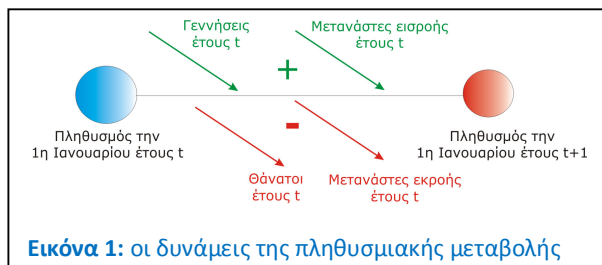 Γεννήσεις
έτους t
Μετανάστες εισροής
έτους t
+
-
Πληθυσμός την
1η Ιανουαρίου έτους t
Πληθυσμός την
1η Ιανουαρίου έτους t+1
Θάνατοι
έτους t
Μετανάστες εκροής
έτους t
Εικόνα 1: οι δυνάμεις της πληθυσμιακής μεταβολής